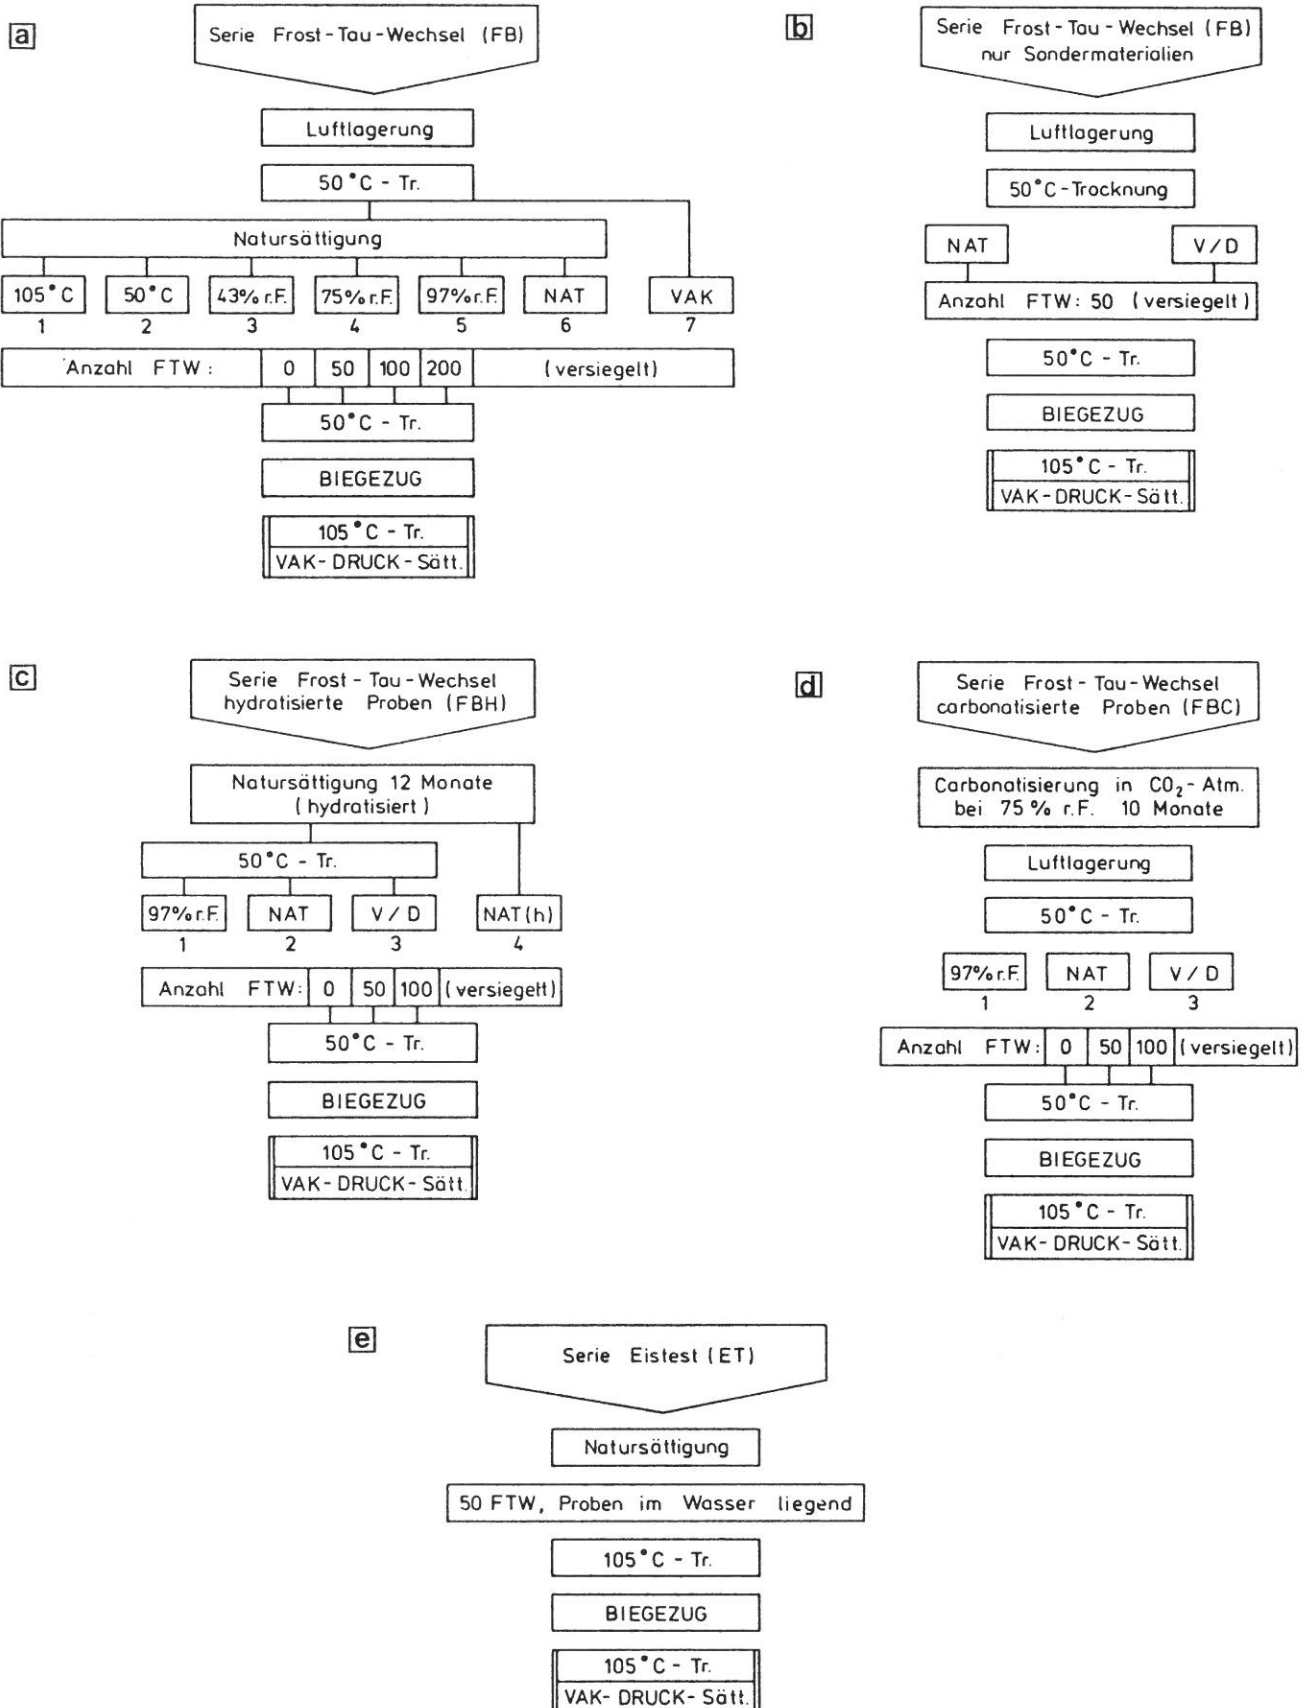 a
Serie Frost-Tau-Wechsel (FB)
Luftlagerung
50°C - Tr.
Natursättigung
105°C 50°C 43% r.F. 75% r.F. 97% r.F. NAT VAK
1 2 3 4 5 6 7
Anzahl FTW: 0 50 100 200 (versiegelt)
50°C - Tr.
BIEGEZUG
105°C - Tr.
VAK-DRUCK-Sätt.
b
Serie Frost-Tau-Wechsel (FB)
nur Sondermaterialien
Luftlagerung
50°C-Trocknung
NAT V/D
Anzahl FTW: 50 (versiegelt)
50°C - Tr.
BIEGEZUG
105°C - Tr.
VAK-DRUCK-Sätt.
c
Serie Frost-Tau-Wechsel
hydratisierte Proben (FBH)
Natursättigung 12 Monate
(hydratisiert)
50°C - Tr.
97% r.F. NAT V/D NAT(h)
1 2 3 4
Anzahl FTW: 0 50 100 (versiegelt)
50°C - Tr.
BIEGEZUG
105°C - Tr.
VAK-DRUCK-Sätt.
d
Serie Frost-Tau-Wechsel
carbonatisierte Proben (FBC)
Carbonatisierung in CO₂-Atm.
bei 75% r.F. 10 Monate
Luftlagerung
50°C - Tr.
97% r.F. NAT V/D
1 2 3
Anzahl FTW: 0 50 100 (versiegelt)
50°C - Tr.
BIEGEZUG
105°C - Tr.
VAK-DRUCK-Sätt.
e
Serie Eistest (ET)
Natursättigung
50 FTW, Proben im Wasser liegend
105°C - Tr.
BIEGEZUG
105°C - Tr.
VAK-DRUCK-Sätt.